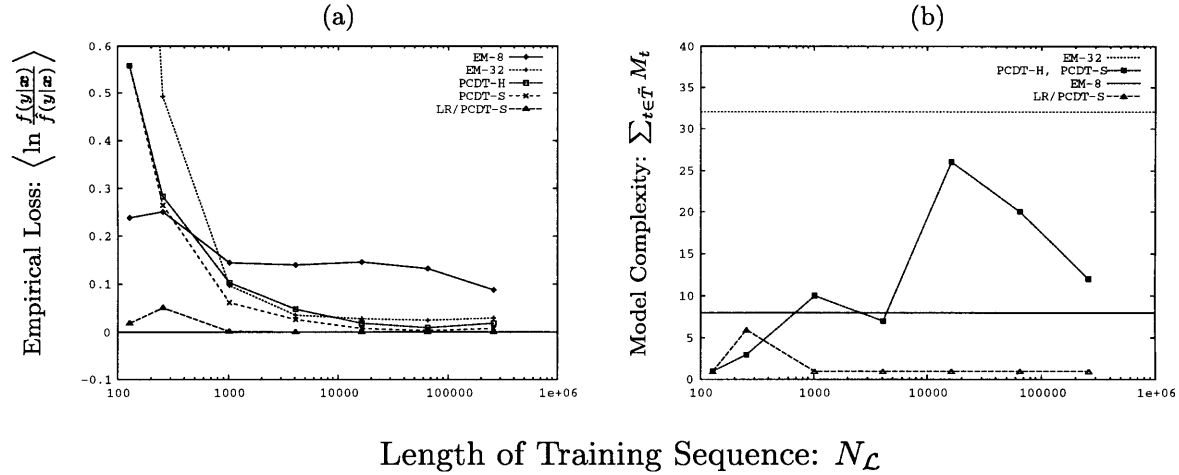 (a)
Empirical Loss: ⟨ ln f(y|x) / f̂(y|x) ⟩
0.6
0.5
0.4
0.3
0.2
0.1
0
-0.1
EM-8
EM-32
PCDT-H
PCDT-S
LR/PCDT-S
100
1000
10000
100000
1e+06
(b)
Model Complexity: ∑_{t∈T̃} M_t
40
35
30
25
20
15
10
5
0
EM-32
PCDT-H, PCDT-S
EM-8
LR/PCDT-S
100
1000
10000
100000
1e+06
Length of Training Sequence: N_ℒ